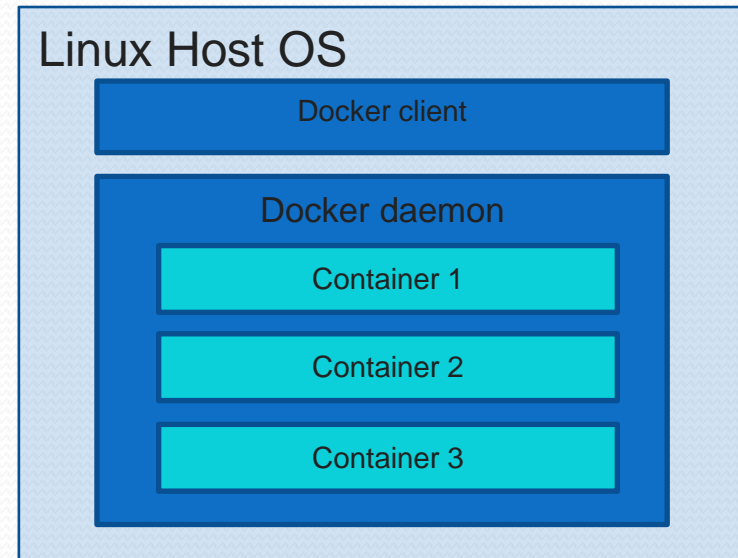 Linux Host OS
Docker client
Docker daemon
Container 1
Container 2
Container 3